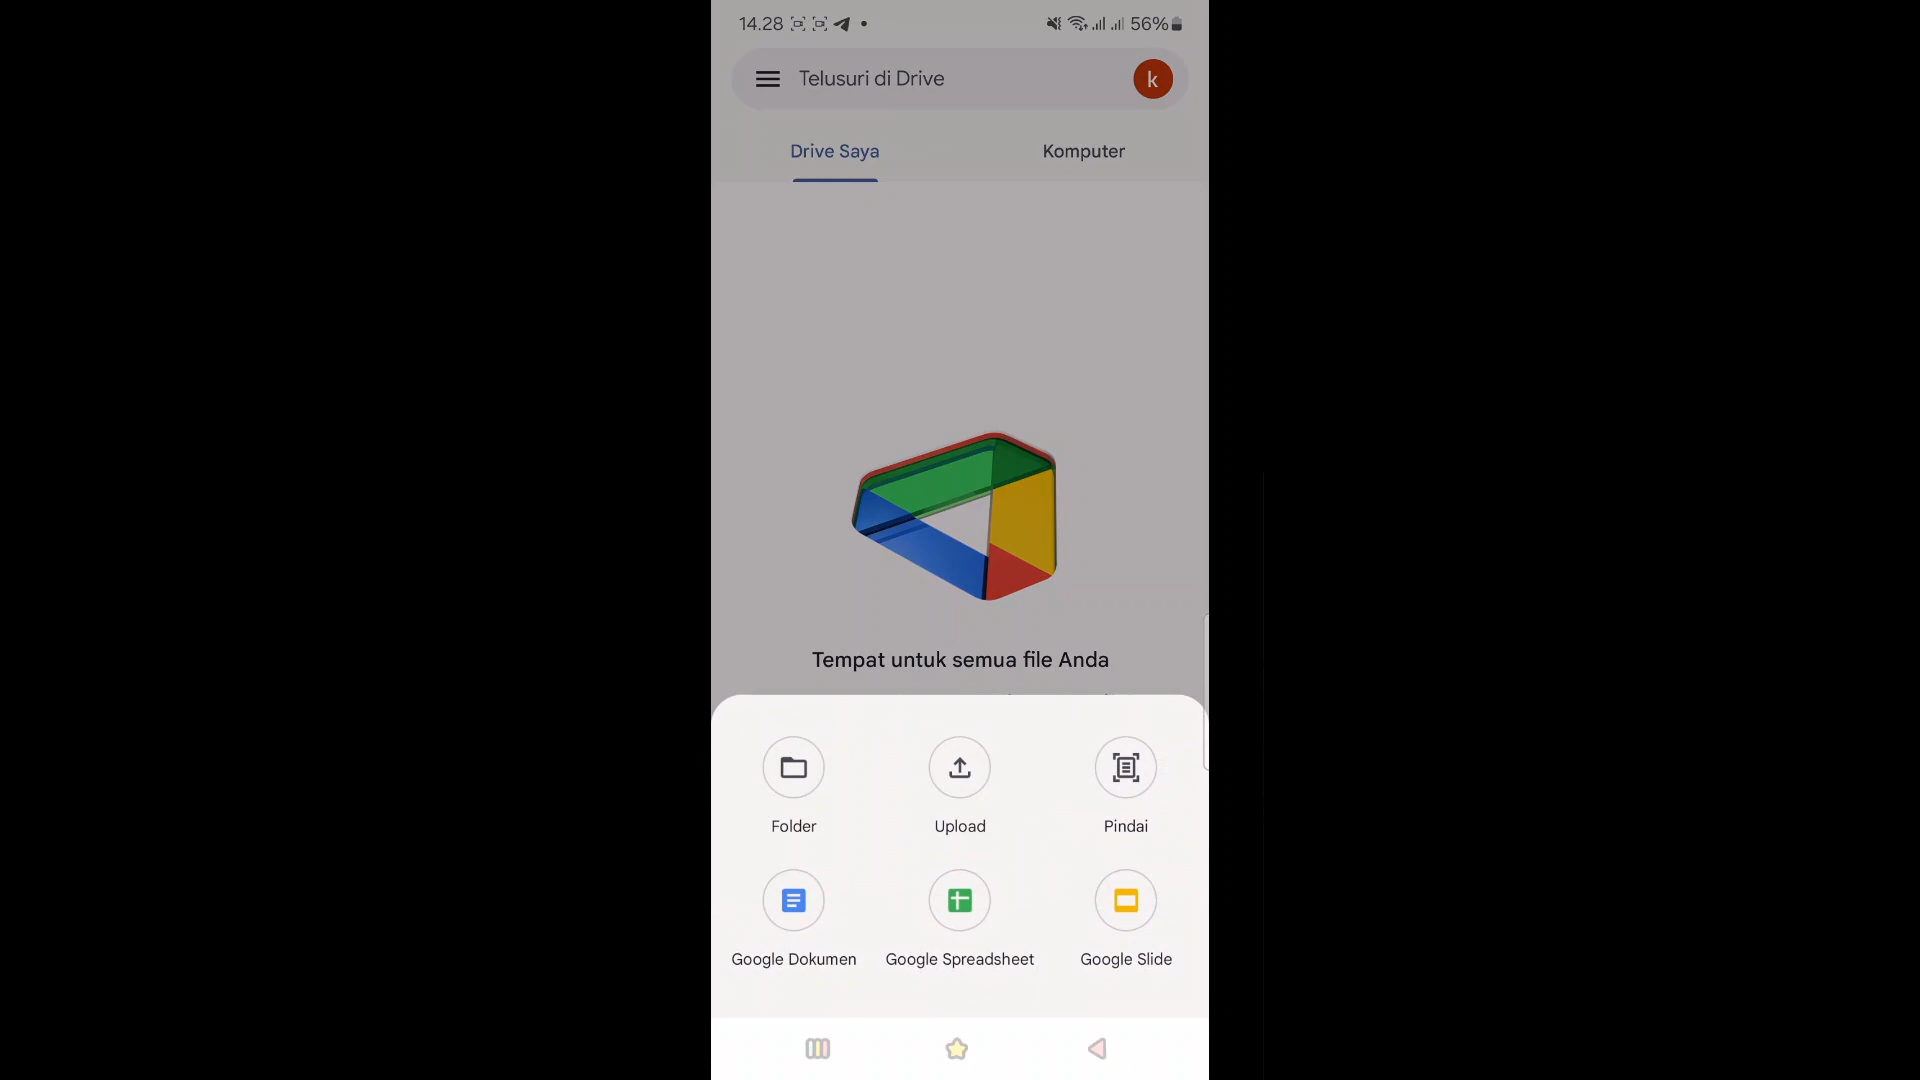 14.28 56%
Telusuri di Drive k
Drive Saya Komputer
Tempat untuk semua file Anda
Folder Upload Pindai
Google Dokumen Google Spreadsheet Google Slide